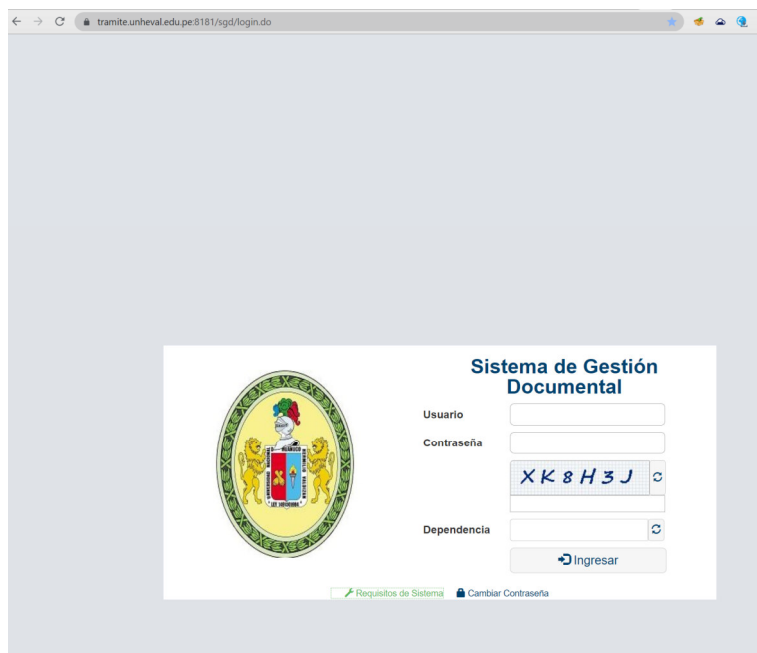 tramite.unheval.edu.pe:8181/sgd/login.do
Sistema de Gestión
Documental
Usuario
Contraseña
XK8H3J
Dependencia
Ingresar
Requisitos de Sistema
Cambiar Contraseña
HUÁNUCO